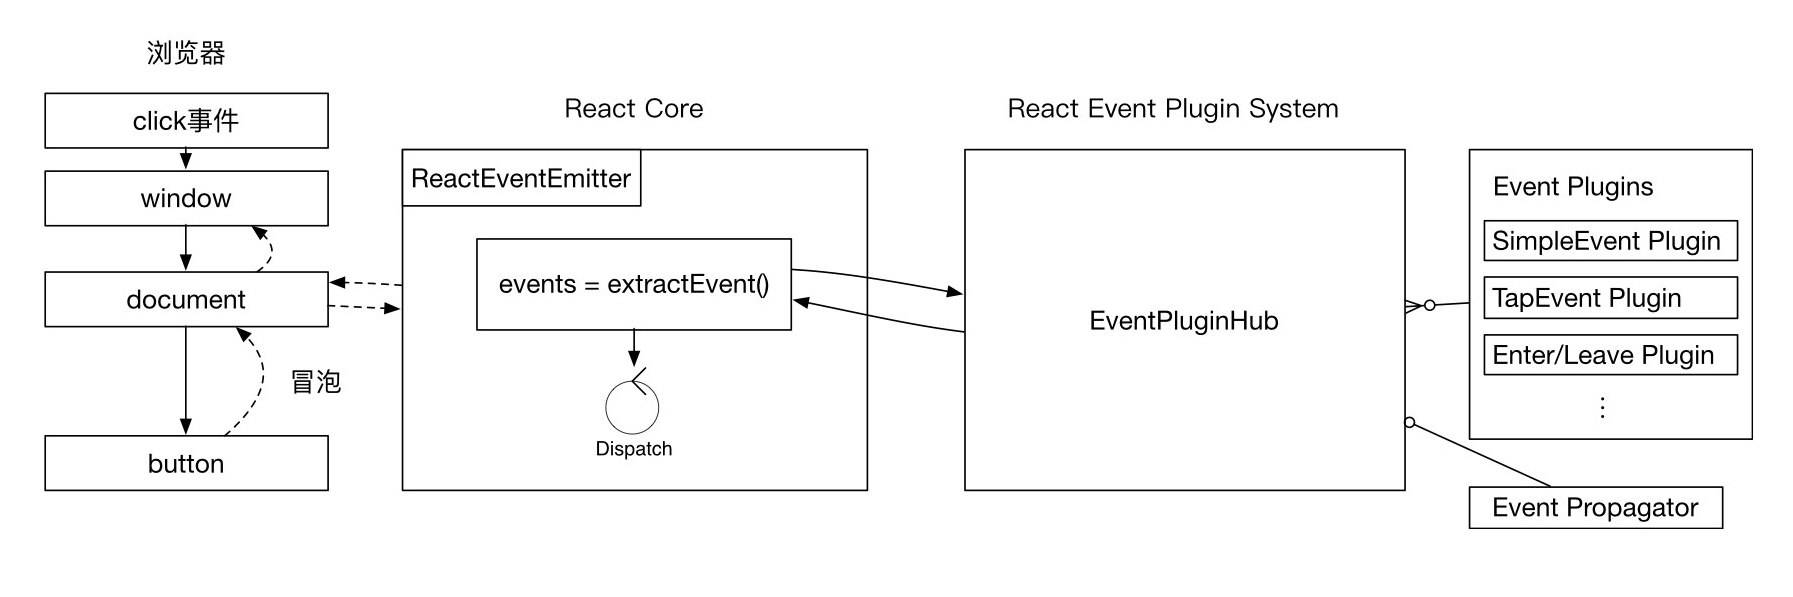 浏览器
click事件
window
document
冒泡
button
React Core
ReactEventEmitter
events = extractEvent()
Dispatch
React Event Plugin System
EventPluginHub
Event Plugins
SimpleEvent Plugin
TapEvent Plugin
Enter/Leave Plugin
⋮
Event Propagator